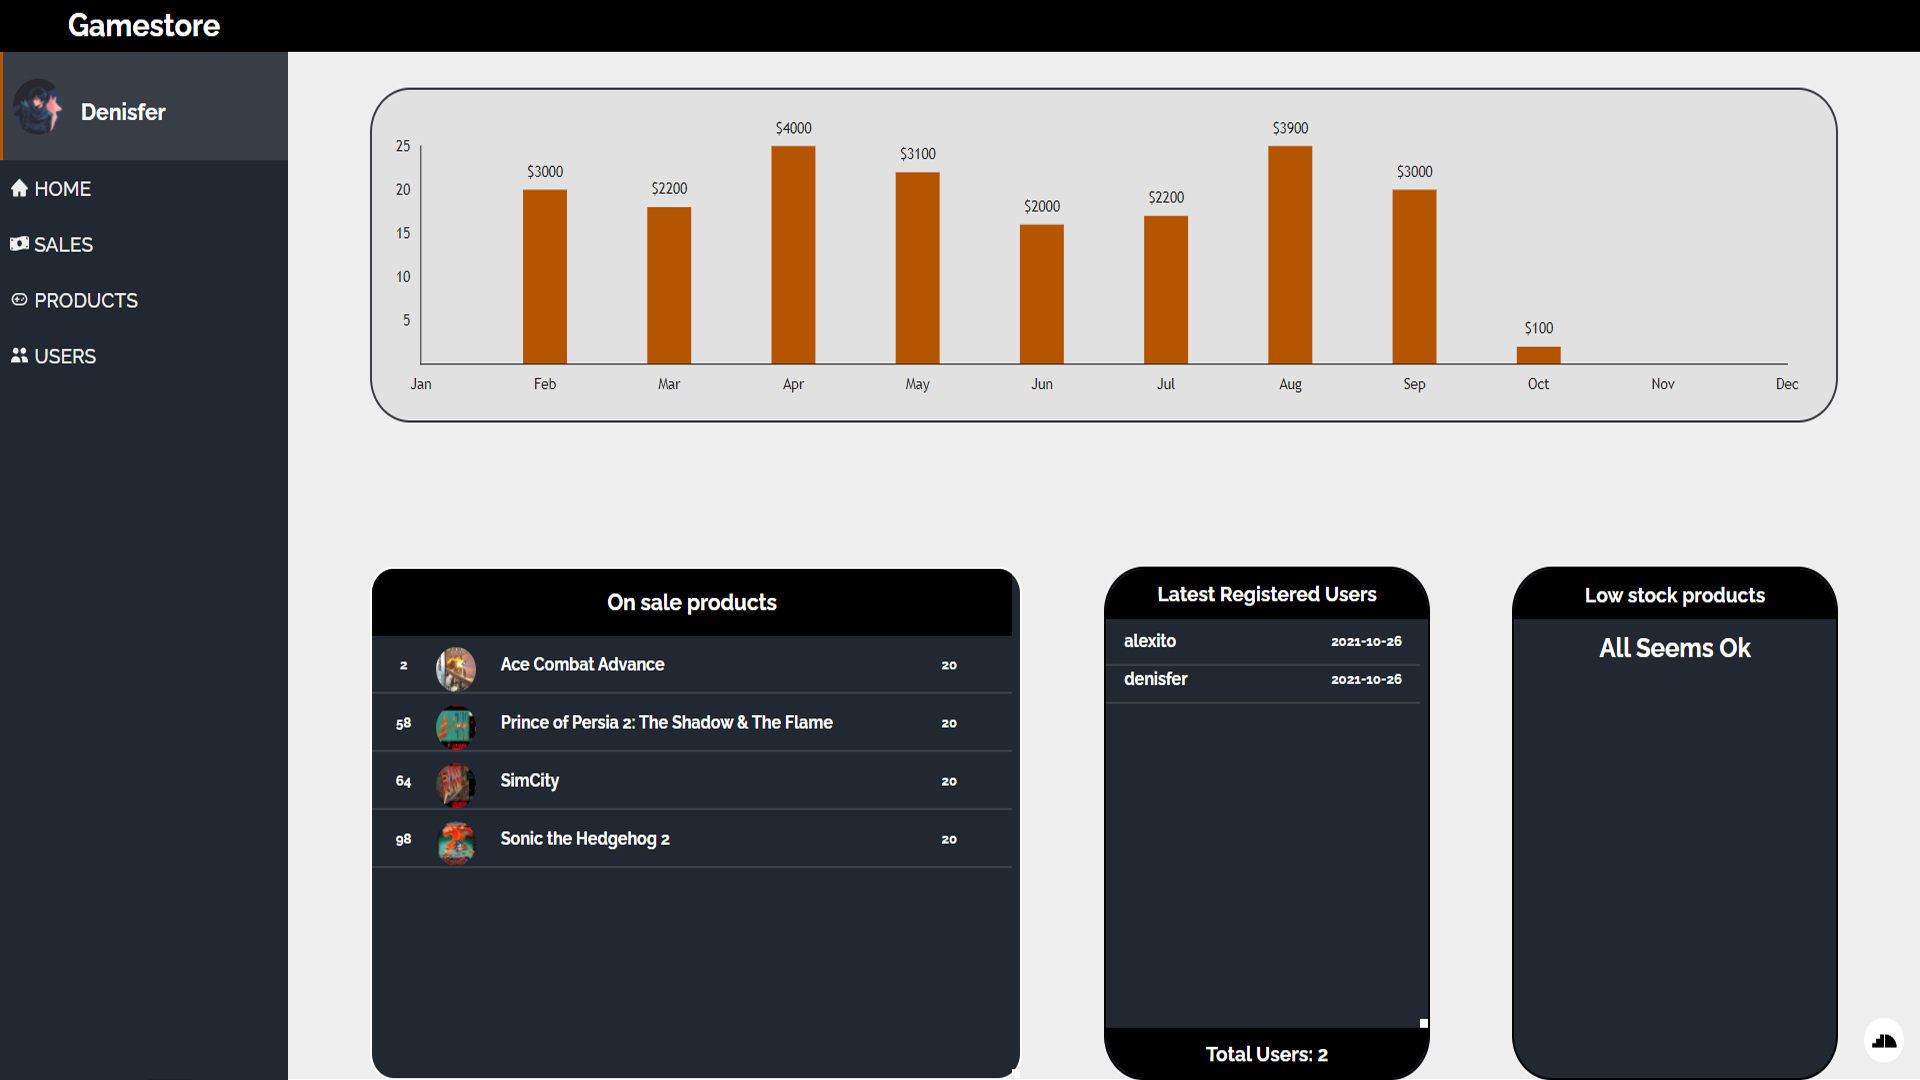 Gamestore
Denisfer
HOME
SALES
PRODUCTS
USERS
$4000
$3900
25
$3100
$3000
$3000
20
$2200
$2200
$2000
15
10
5
$100
Jan Feb Mar Apr May Jun Jul Aug Sep Oct Nov Dec
On sale products
2 Ace Combat Advance 20
58 Prince of Persia 2: The Shadow & The Flame 20
64 SimCity 20
98 Sonic the Hedgehog 2 20
Latest Registered Users
alexito 2021-10-26
denisfer 2021-10-26
Total Users: 2
Low stock products
All Seems Ok